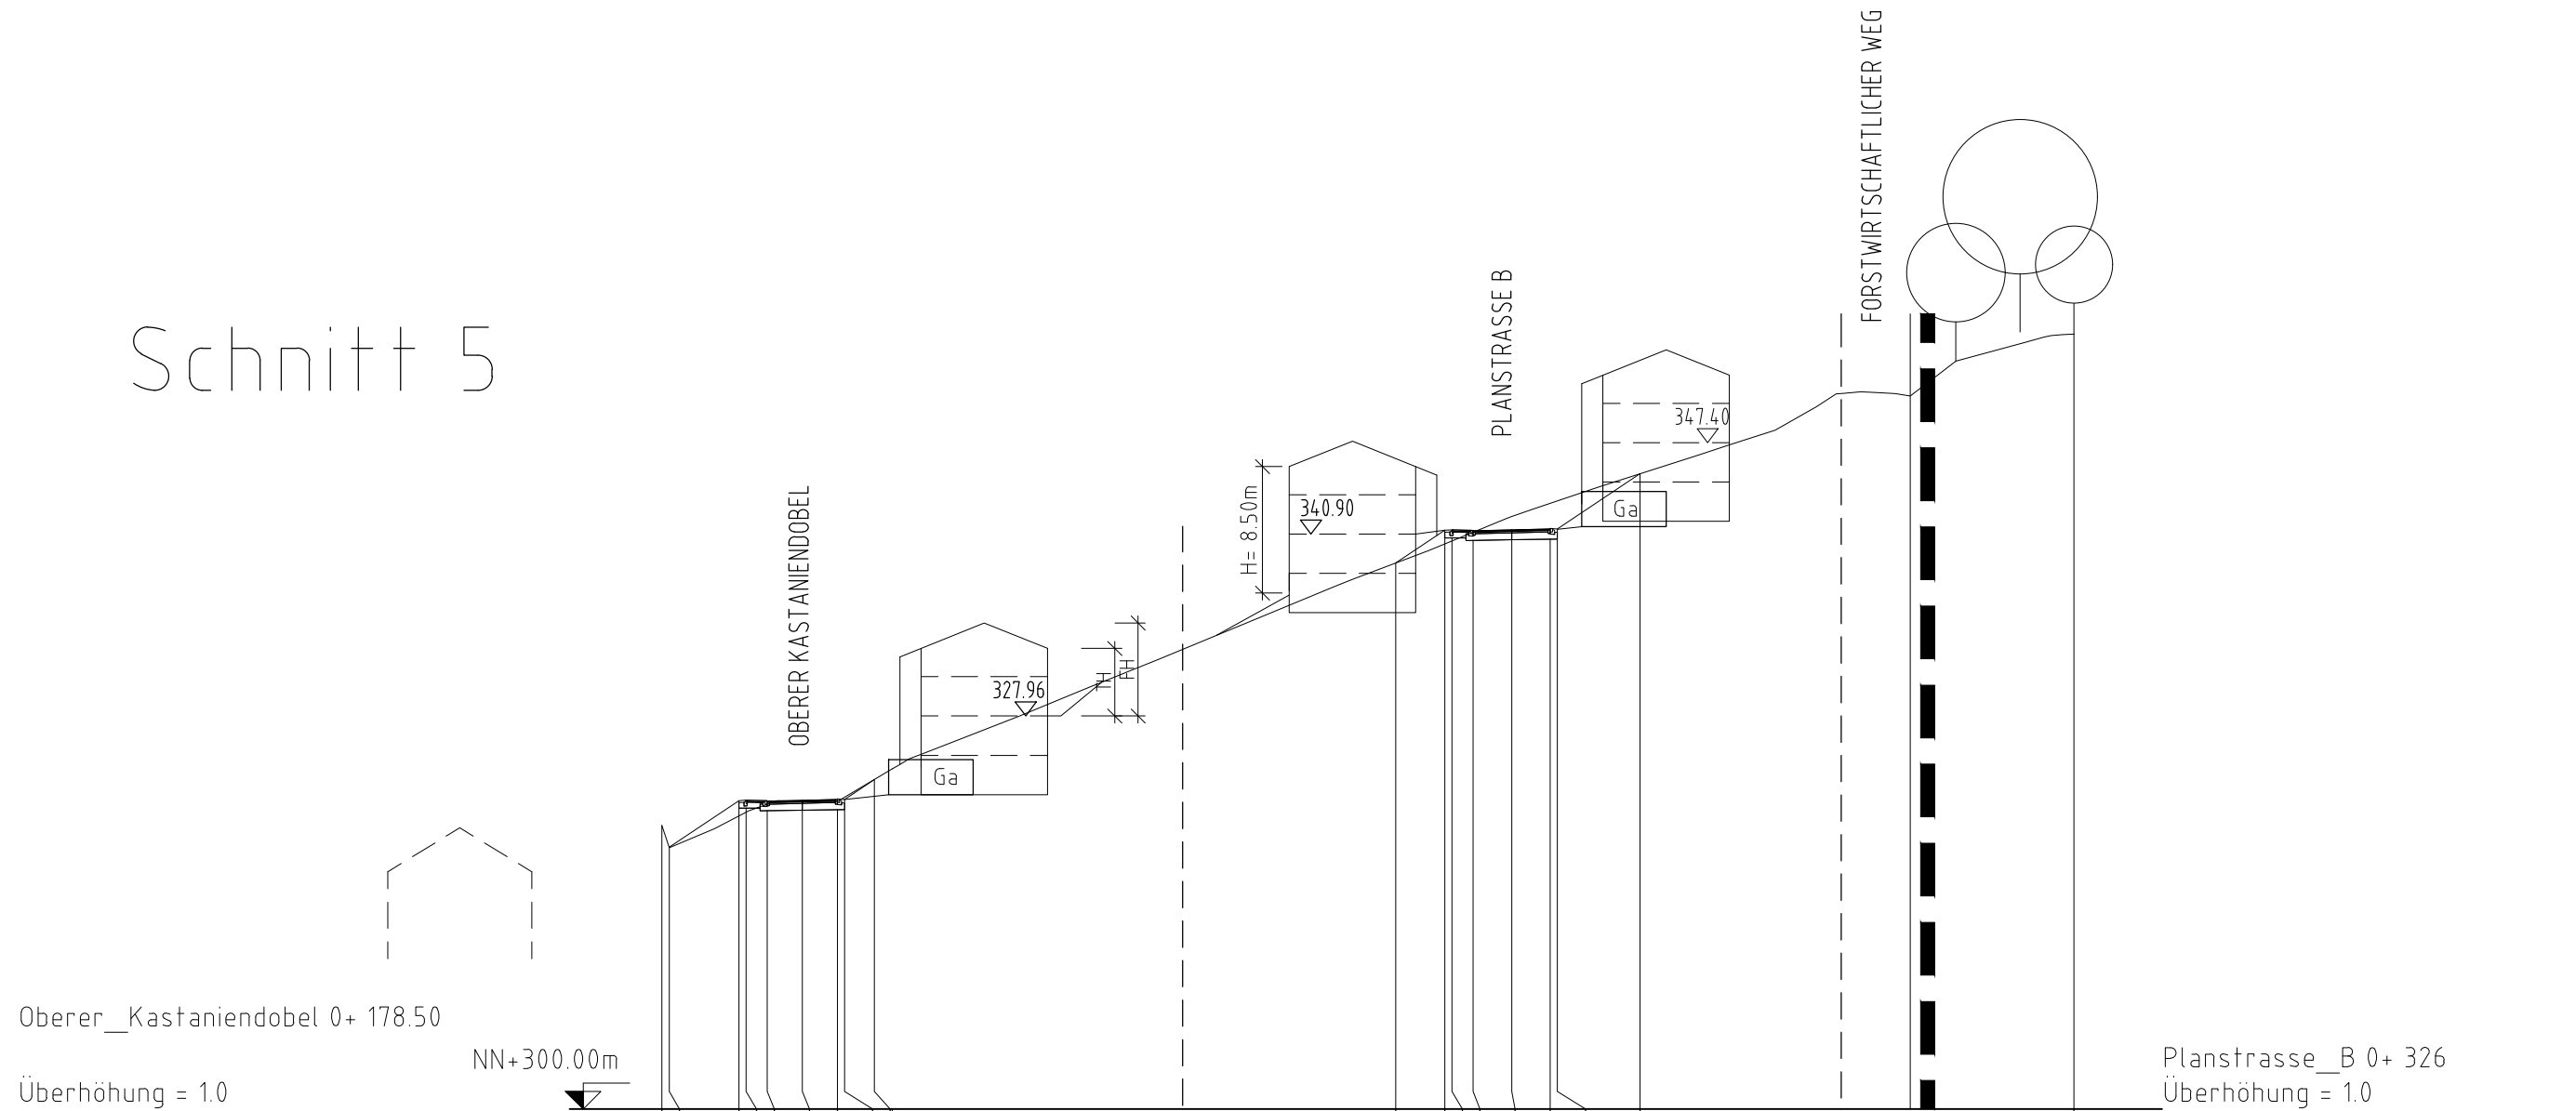 Schnitt 5
OBERER KASTANIENDOBEL
327.96
Ga
TH
FH
H= 8.50m
340.90
PLANSTRASSE B
347.40
Ga
FORSTWIRTSCHAFTLICHER WEG
Oberer_Kastaniendobel 0+ 178.50
Überhöhung = 1.0
NN+300.00m
Planstrasse_B 0+ 326
Überhöhung = 1.0